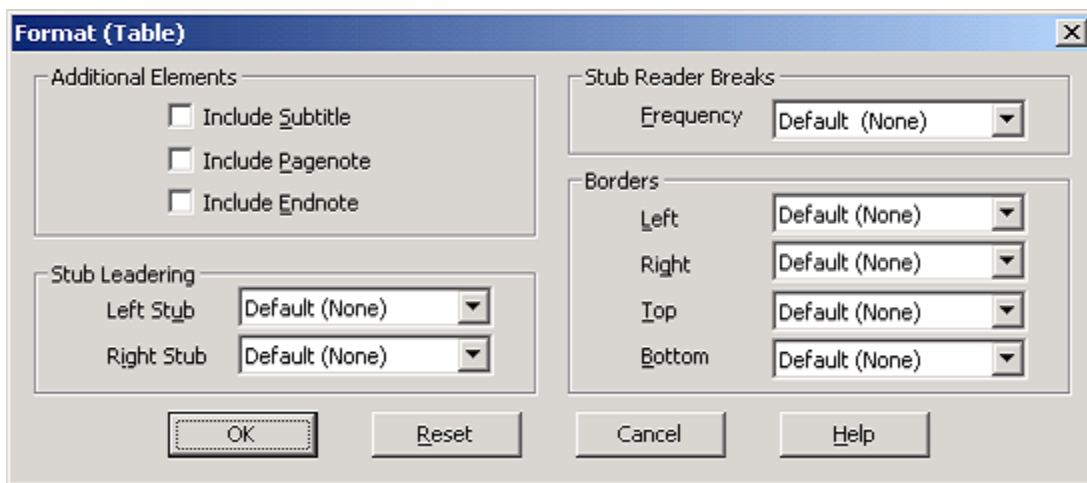 Format (Table)
Additional Elements
Include Subtitle
Include Pagenote
Include Endnote
Stub Leadering
Left Stub Default (None)
Right Stub Default (None)
Stub Reader Breaks
Frequency Default (None)
Borders
Left Default (None)
Right Default (None)
Top Default (None)
Bottom Default (None)
OK Reset Cancel Help